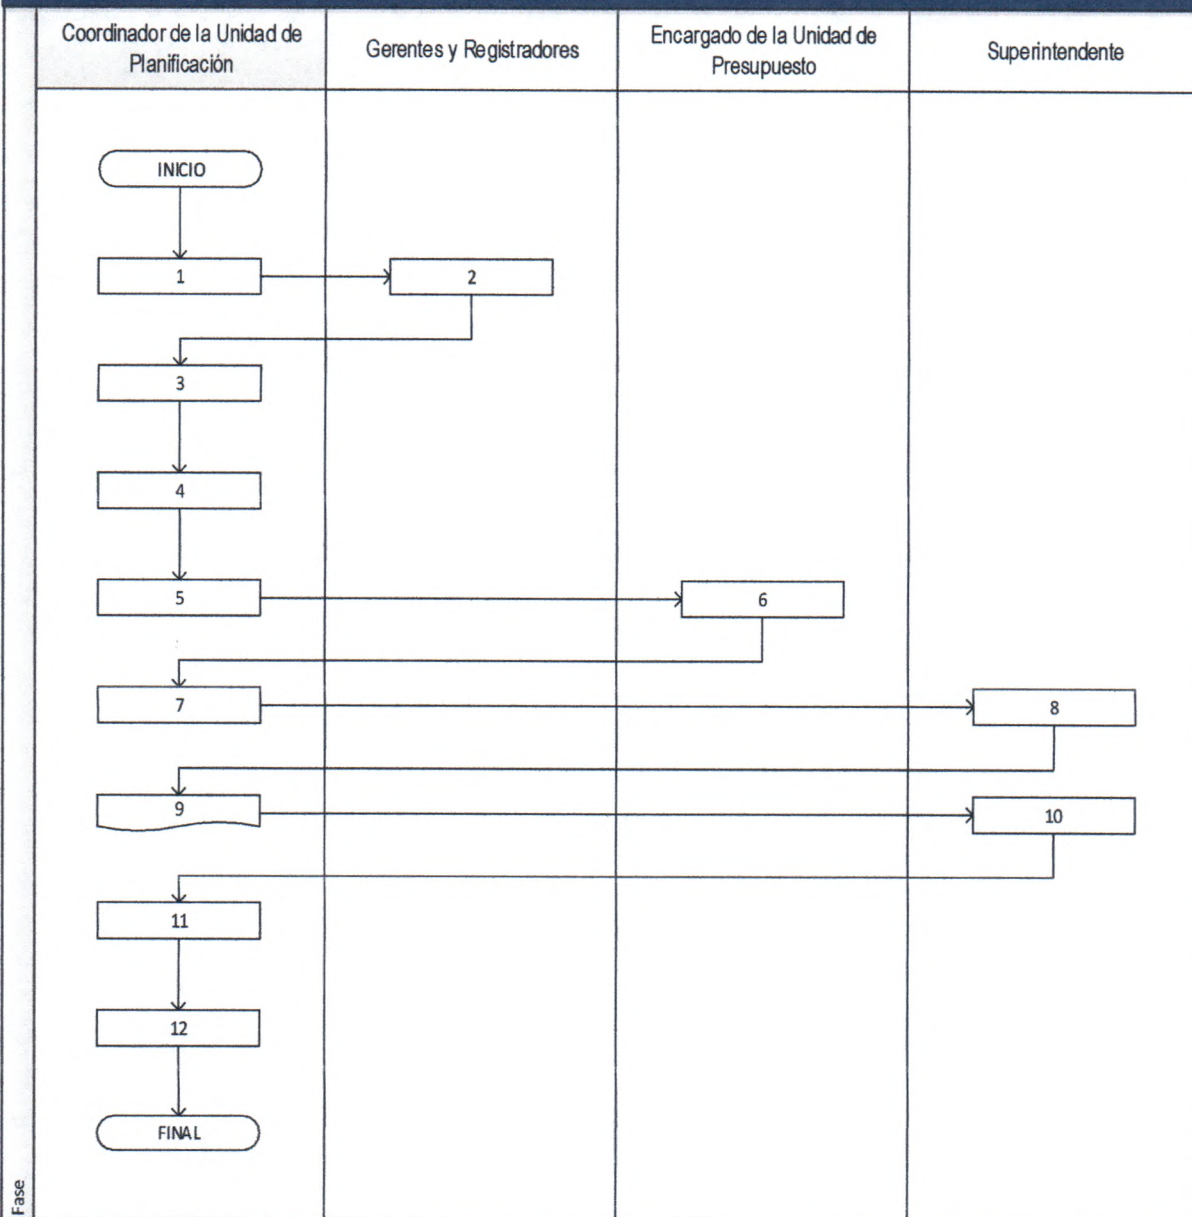 Coordinador de la Unidad de
Planificación
Gerentes y Registradores
Encargado de la Unidad de
Presupuesto
Superintendente
INICIO
1
2
3
4
5
6
7
8
9
10
11
12
FINAL
Fase